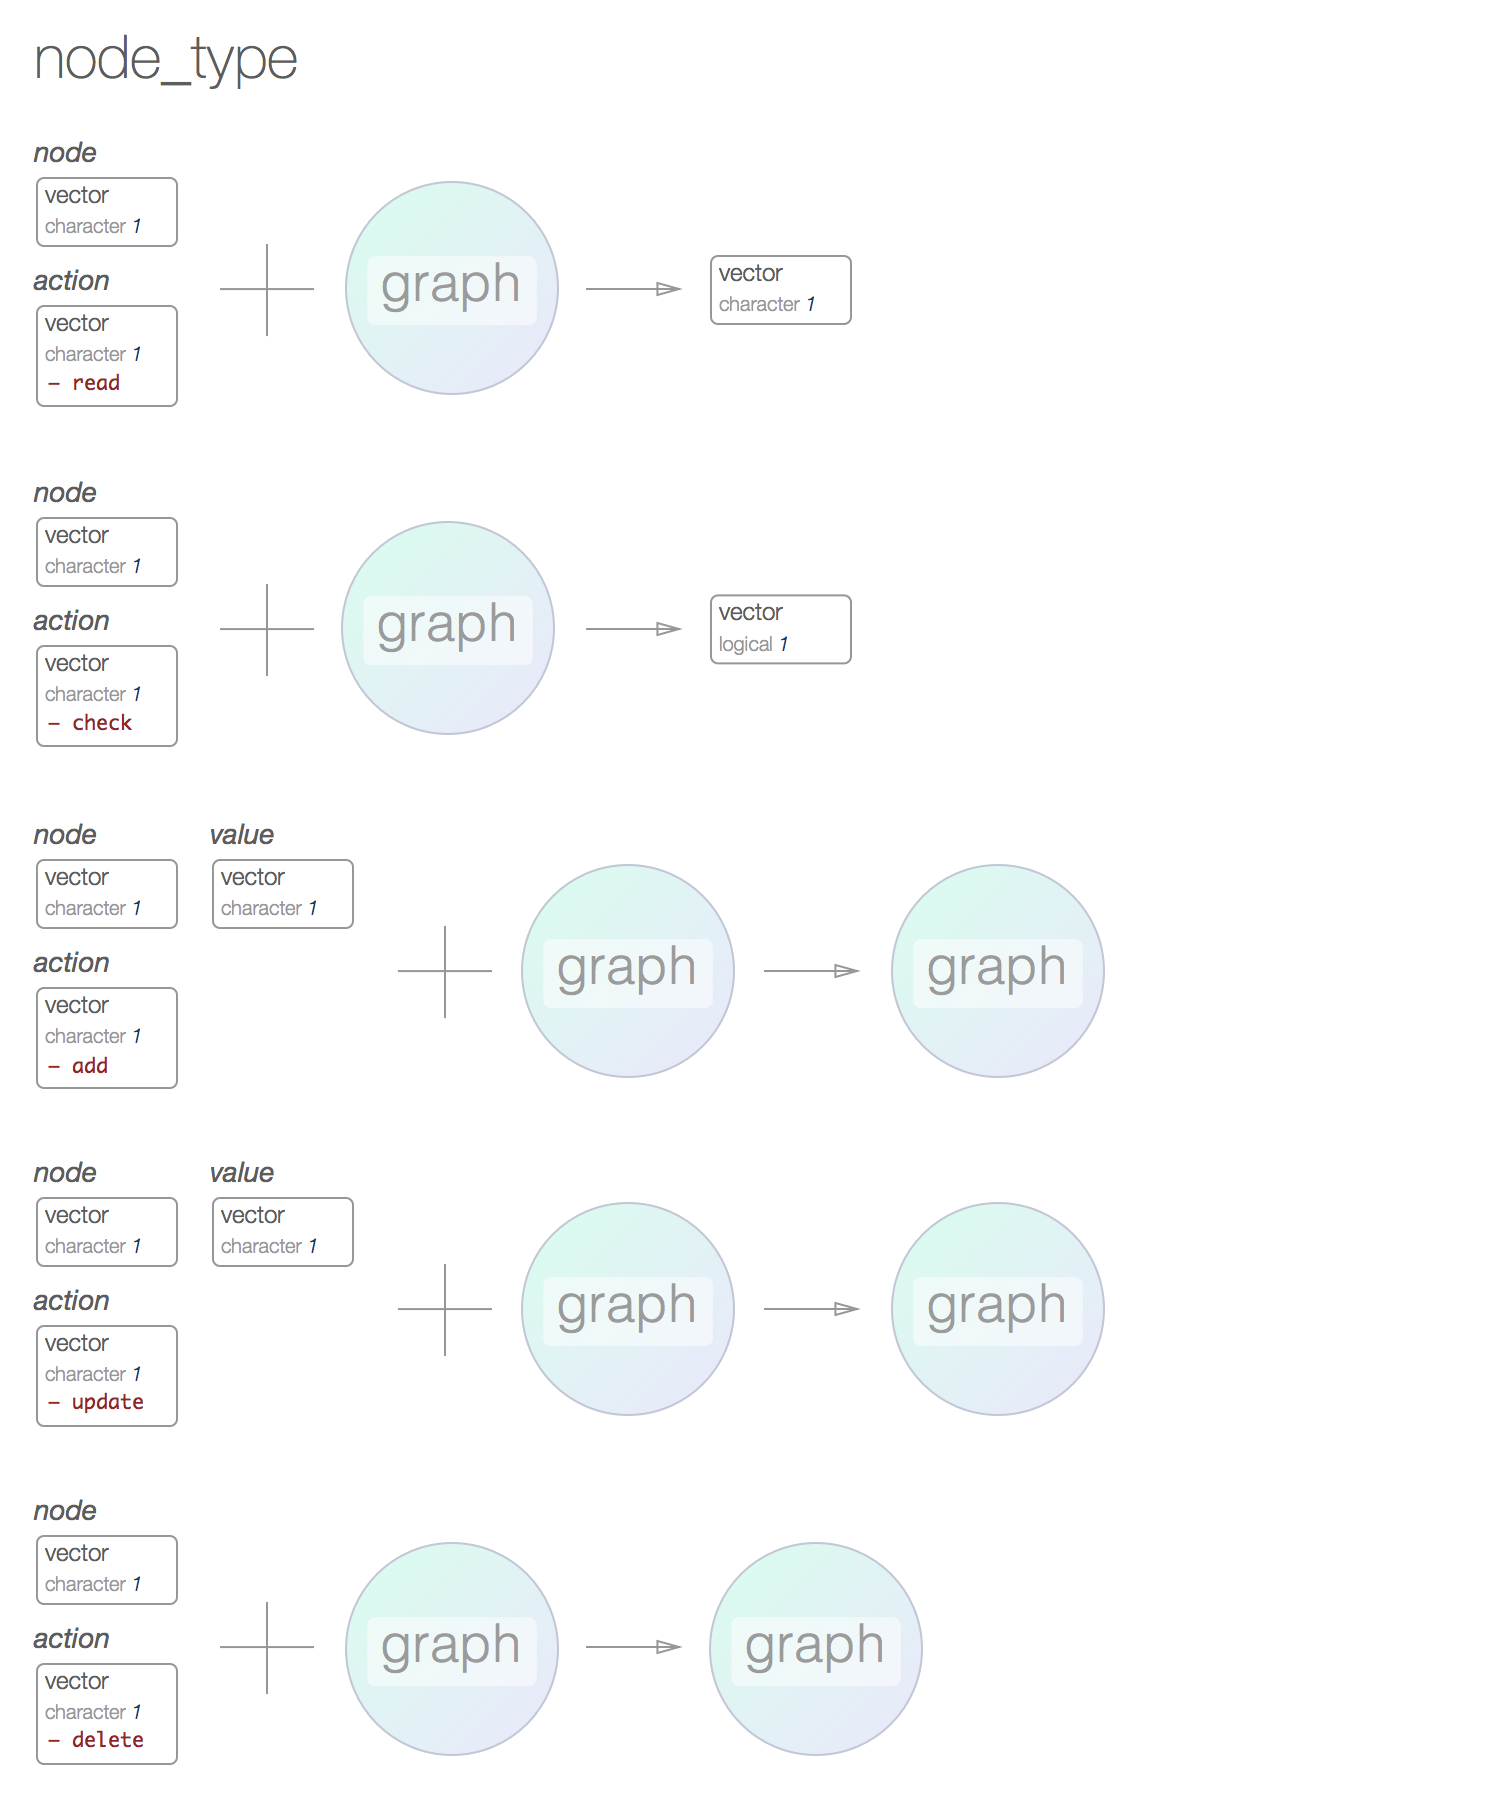 node_type
node
vector
character 1
action
vector
character 1
– read
graph
vector
character 1
node
vector
character 1
action
vector
character 1
– check
graph
vector
logical 1
node
vector
character 1
action
vector
character 1
– add
value
vector
character 1
graph
graph
node
vector
character 1
action
vector
character 1
– update
value
vector
character 1
graph
graph
node
vector
character 1
action
vector
character 1
– delete
graph
graph